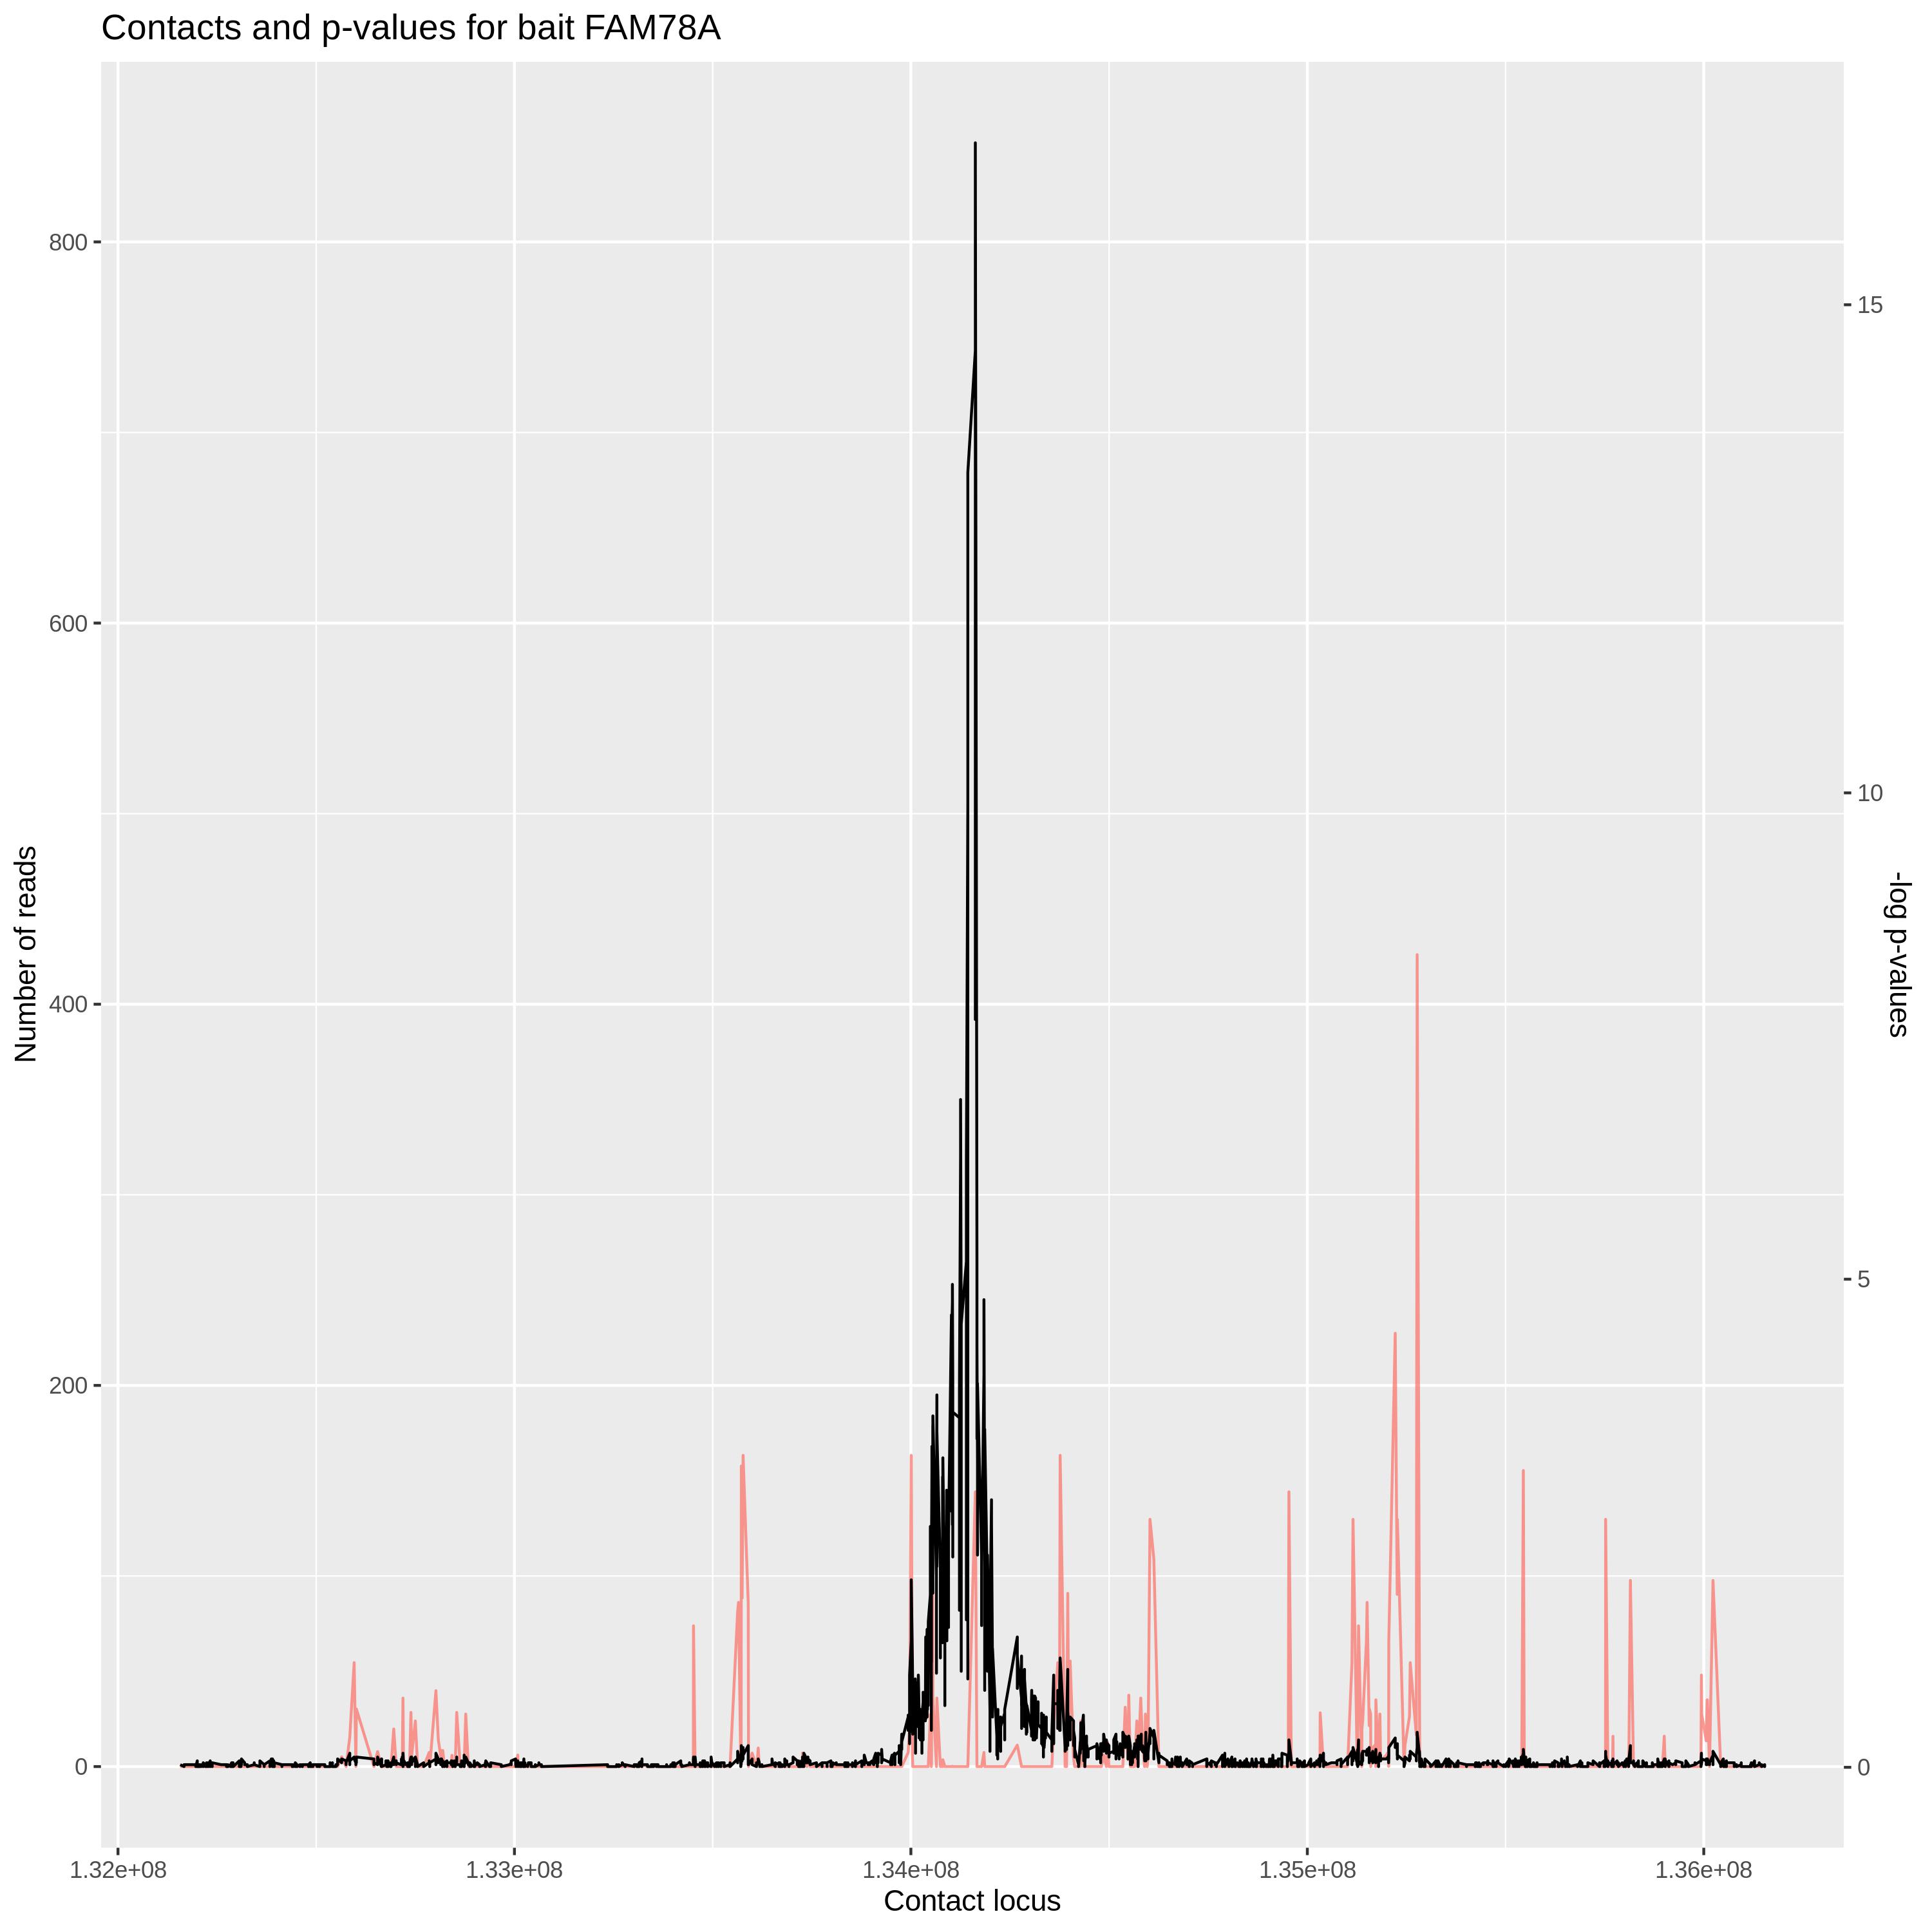 Contacts and p-values for bait FAM78A
800
600
400
200
0
Number of reads
15
10
5
0
-log p-values
1.32e+08
1.33e+08
1.34e+08
1.35e+08
1.36e+08
Contact locus